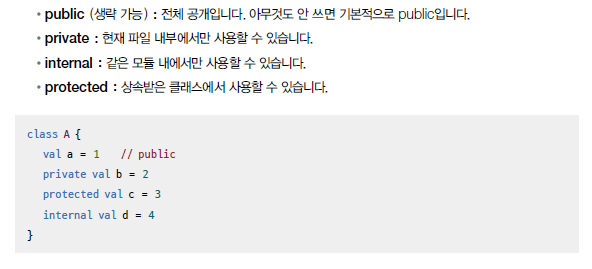 • public (생략 가능) : 전체 공개입니다. 아무것도 안 쓰면 기본적으로 public입니다.
• private : 현재 파일 내부에서만 사용할 수 있습니다.
• internal : 같은 모듈 내에서만 사용할 수 있습니다.
• protected : 상속받은 클래스에서 사용할 수 있습니다.
class A {
val a = 1 // public
private val b = 2
protected val c = 3
internal val d = 4
}